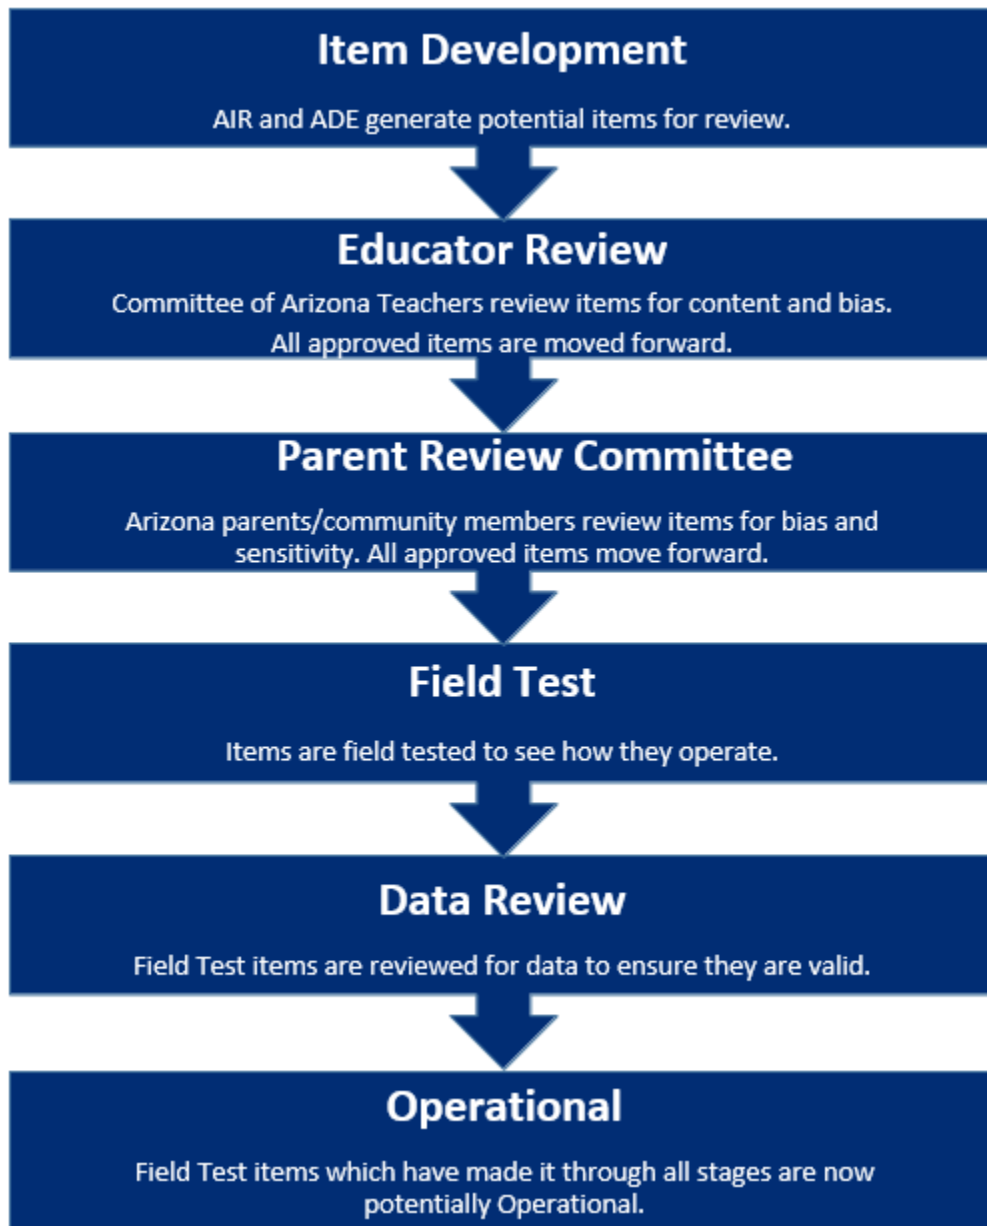 Item Development
AIR and ADE generate potential items for review.
Educator Review
Committee of Arizona Teachers review items for content and bias.
All approved items are moved forward.
Parent Review Committee
Arizona parents/community members review items for bias and
sensitivity. All approved items move forward.
Field Test
Items are field tested to see how they operate.
Data Review
Field Test items are reviewed for data to ensure they are valid.
Operational
Field Test items which have made it through all stages are now
potentially Operational.